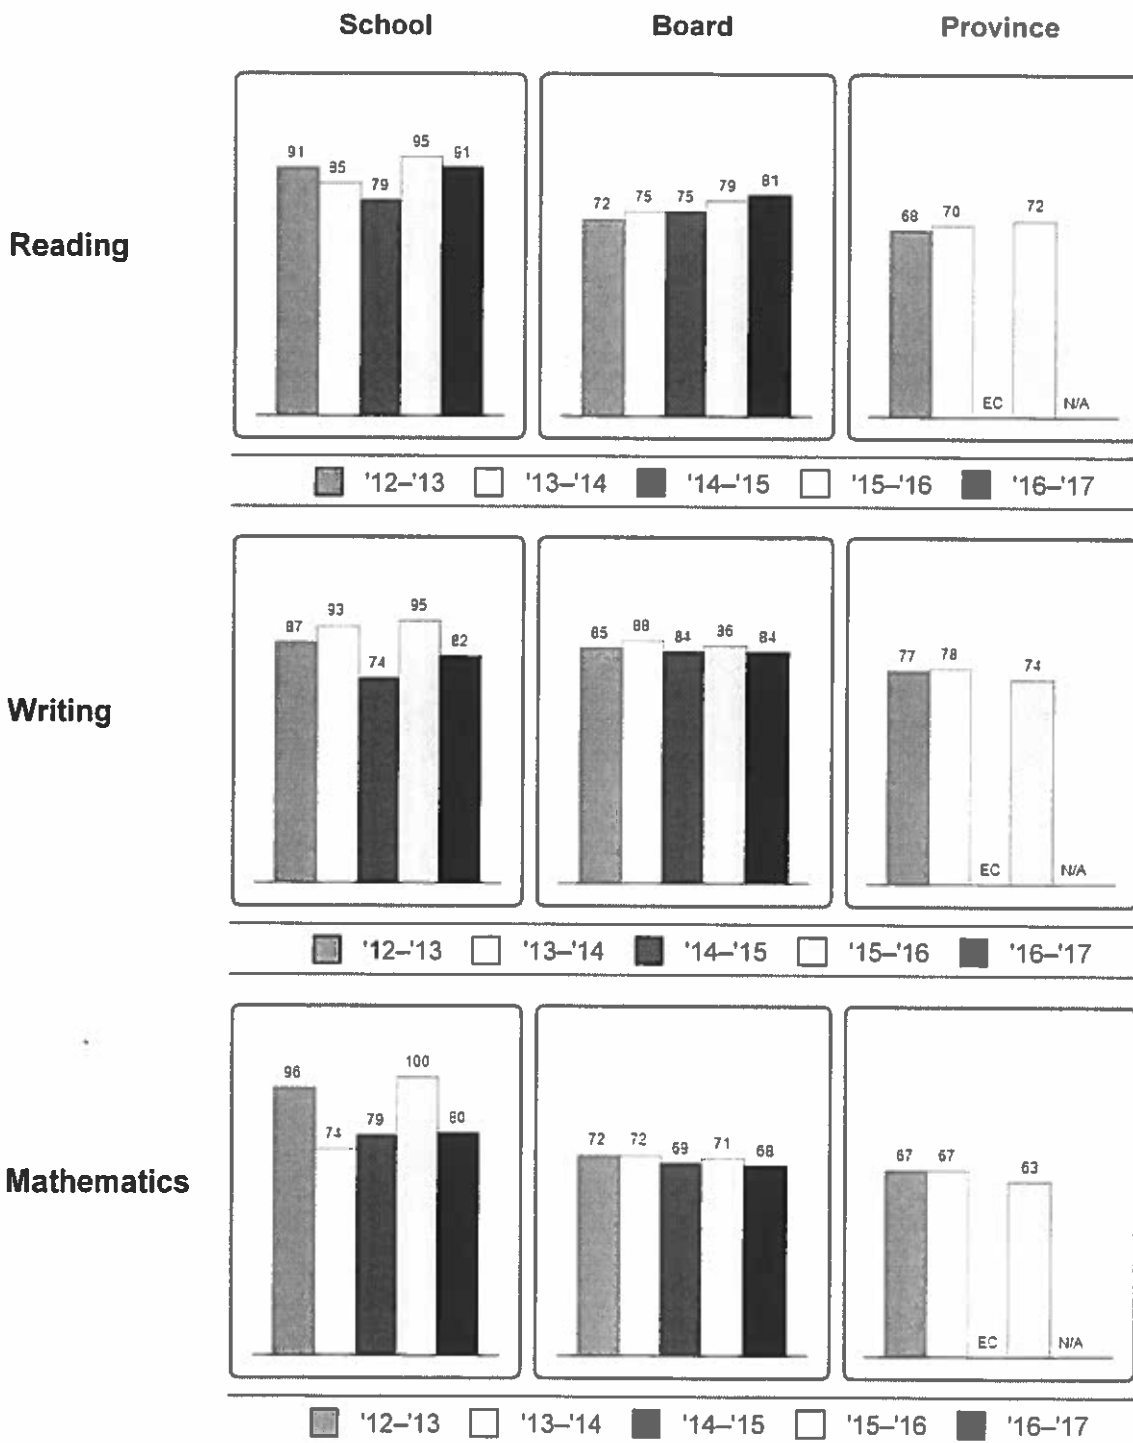 School Board Province
Reading
91 85 79 95 91
72 75 75 79 81
68 70 EC 72 N/A
'12–'13 '13–'14 '14–'15 '15–'16 '16–'17
Writing
87 93 74 95 82
85 88 84 86 84
77 78 EC 74 N/A
'12–'13 '13–'14 '14–'15 '15–'16 '16–'17
Mathematics
96 74 79 100 80
72 72 69 71 68
67 67 EC 63 N/A
'12–'13 '13–'14 '14–'15 '15–'16 '16–'17